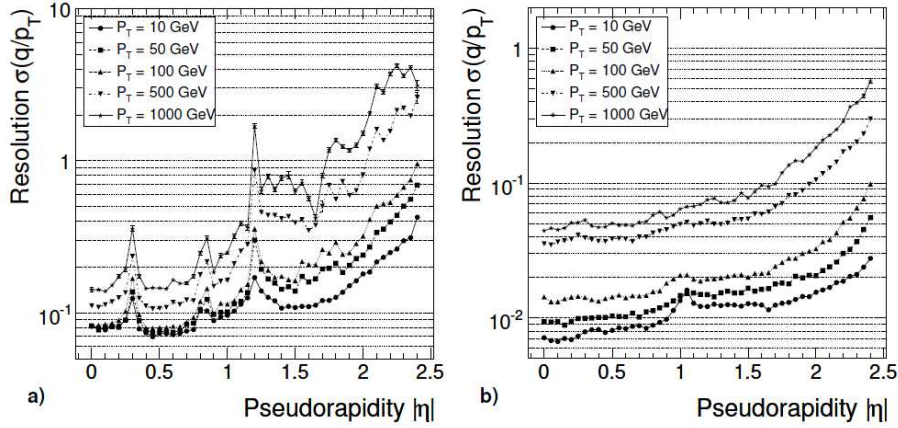 Resolution σ(q/pT)
10
1
10^-1
P_T = 10 GeV
P_T = 50 GeV
P_T = 100 GeV
P_T = 500 GeV
P_T = 1000 GeV
0 0.5 1 1.5 2 2.5
a) Pseudorapidity |η|
Resolution σ(q/pT)
1
10^-1
10^-2
P_T = 10 GeV
P_T = 50 GeV
P_T = 100 GeV
P_T = 500 GeV
P_T = 1000 GeV
0 0.5 1 1.5 2 2.5
b) Pseudorapidity |η|